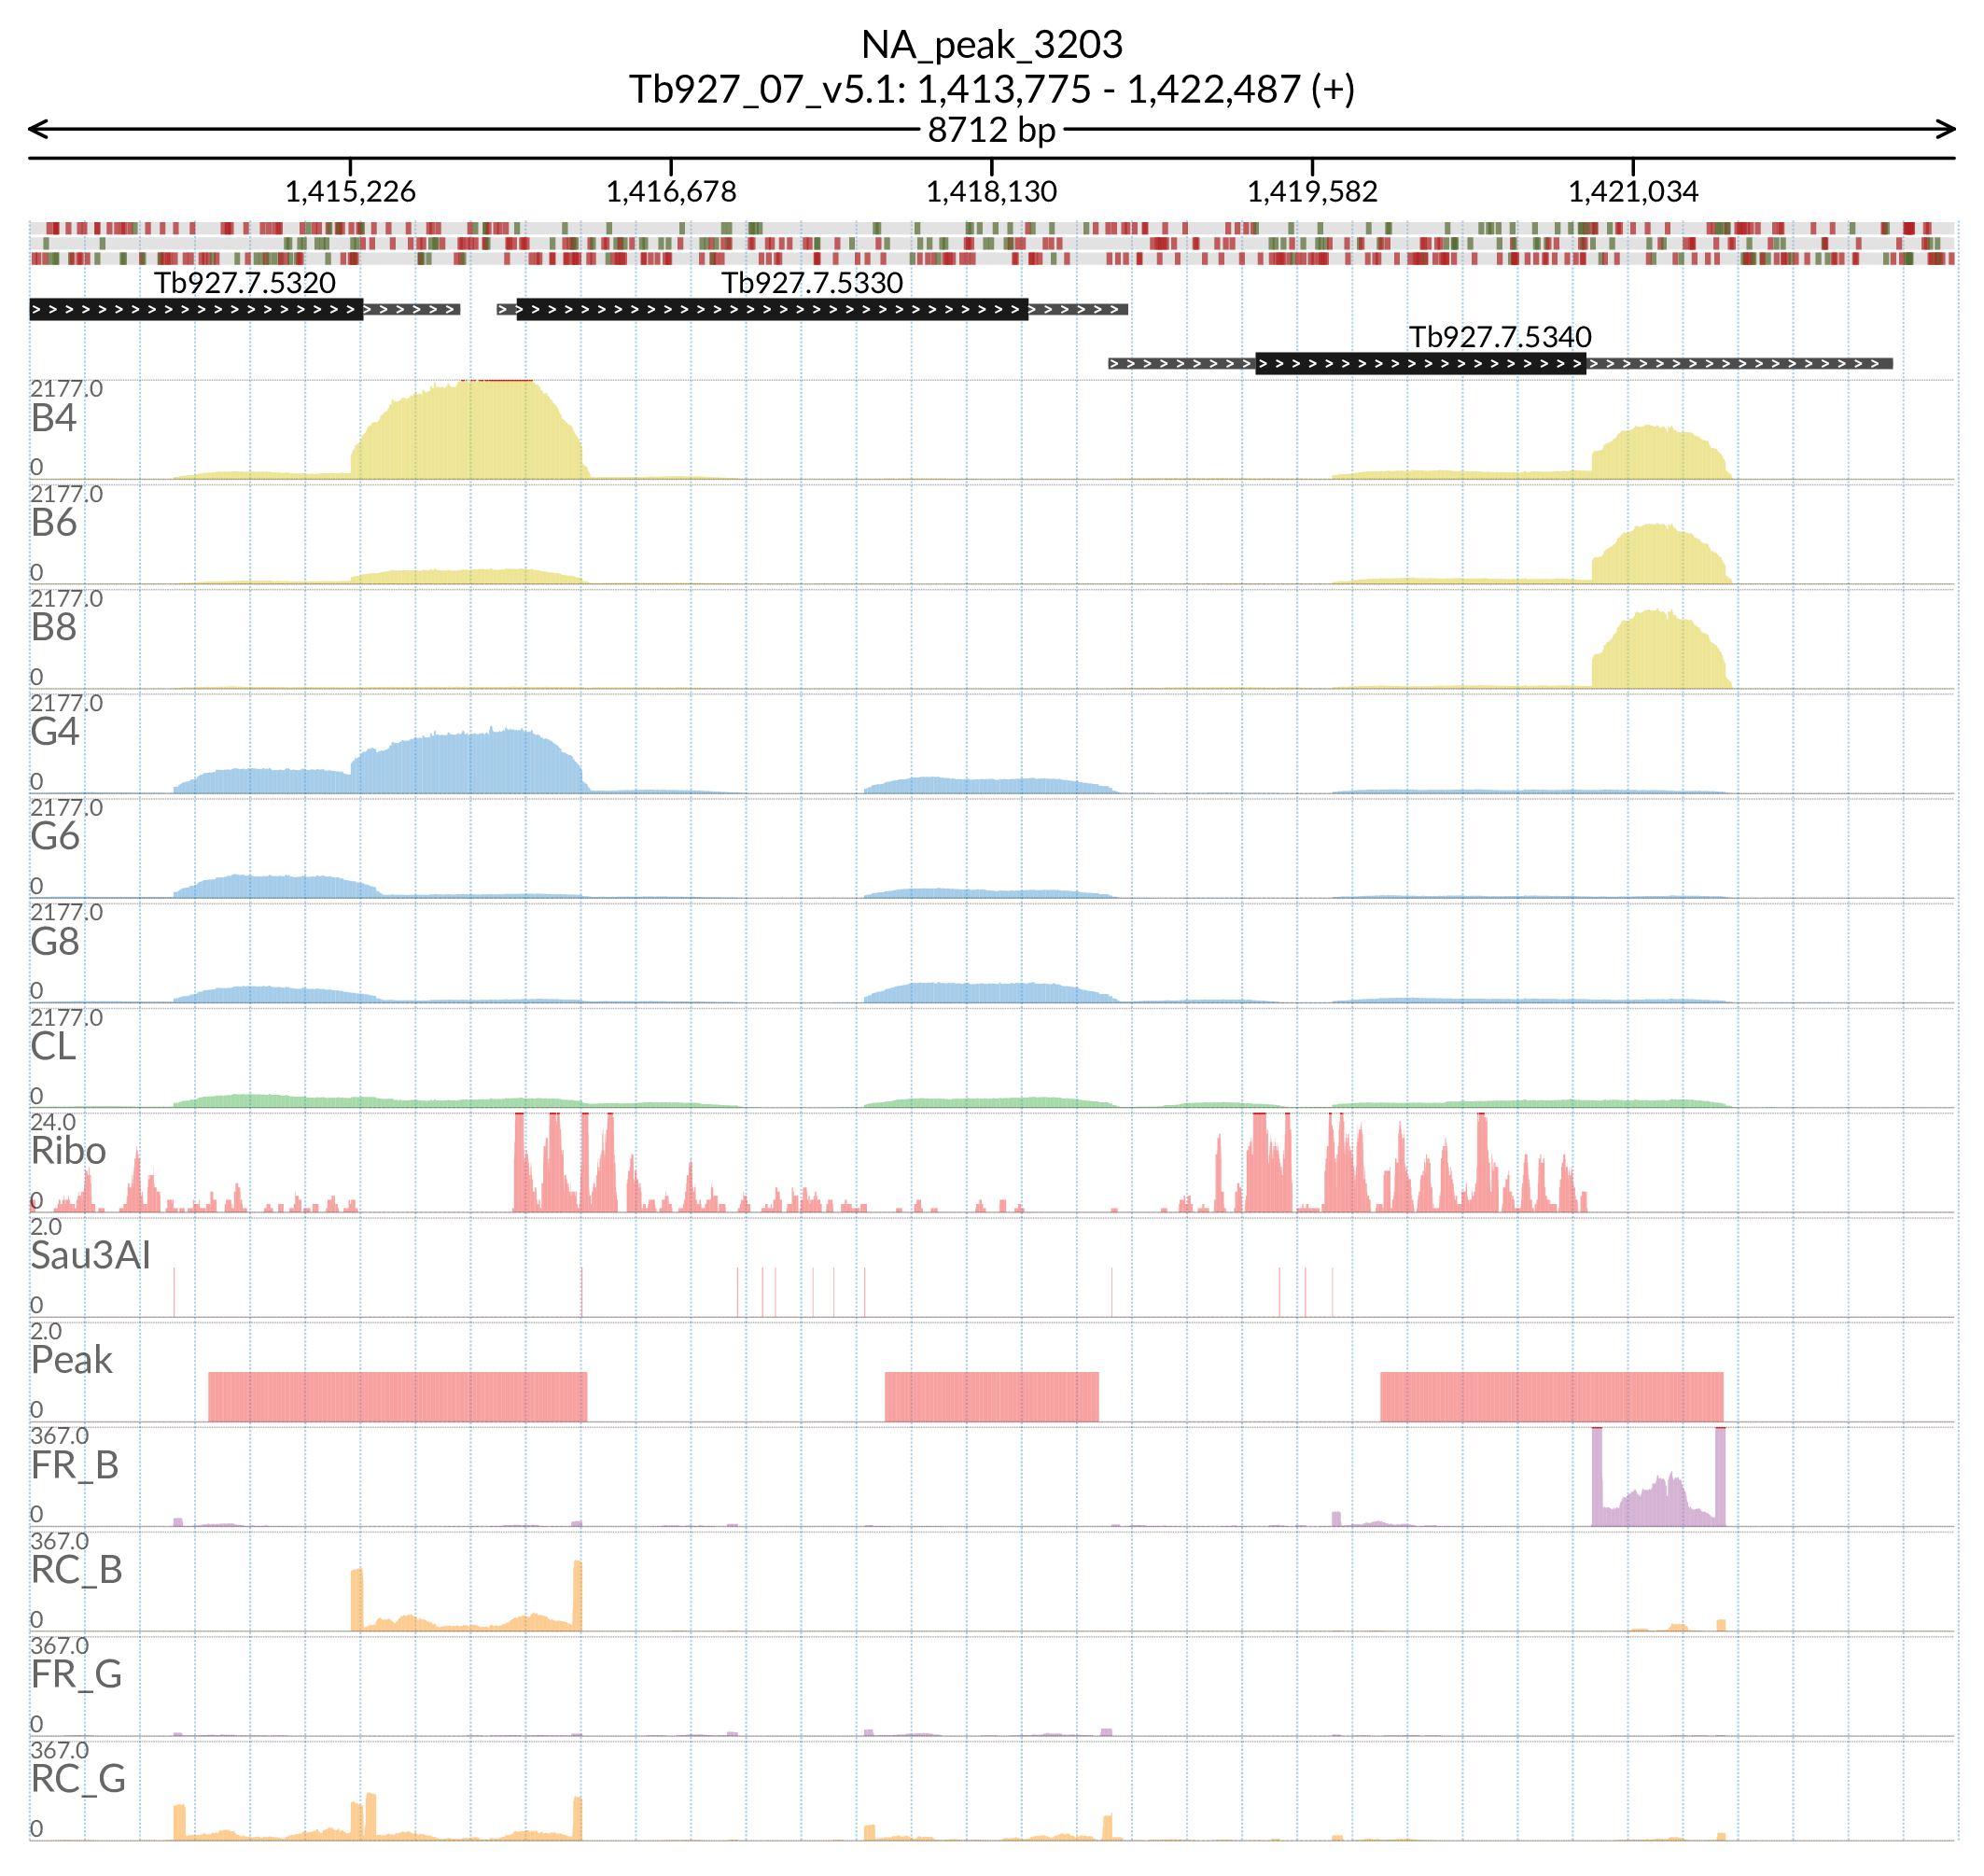 NA_peak_3203
Tb927_07_v5.1: 1,413,775 - 1,422,487 (+)
8712 bp
1,415,226 1,416,678 1,418,130 1,419,582 1,421,034
Tb927.7.5320 Tb927.7.5330
Tb927.7.5340
2177.0
B4
0
2177.0
B6
0
2177.0
B8
0
2177.0
G4
0
2177.0
G6
0
2177.0
G8
0
2177.0
CL
0
24.0
Ribo
0
2.0
Sau3AI
0
2.0
Peak
0
367.0
FR_B
0
367.0
RC_B
0
367.0
FR_G
0
367.0
RC_G
0